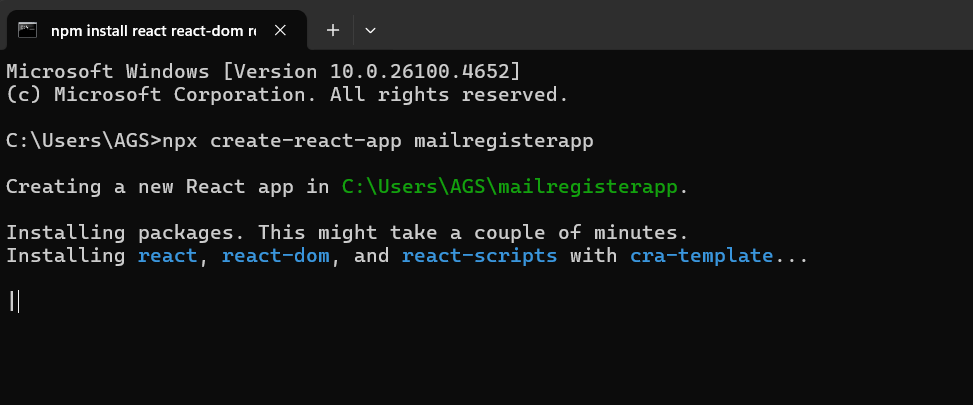 npm install react react-dom re
Microsoft Windows [Version 10.0.26100.4652]
(c) Microsoft Corporation. All rights reserved.
C:\Users\AGS>npx create-react-app mailregisterapp
Creating a new React app in C:\Users\AGS\mailregisterapp.
Installing packages. This might take a couple of minutes.
Installing react, react-dom, and react-scripts with cra-template...
|